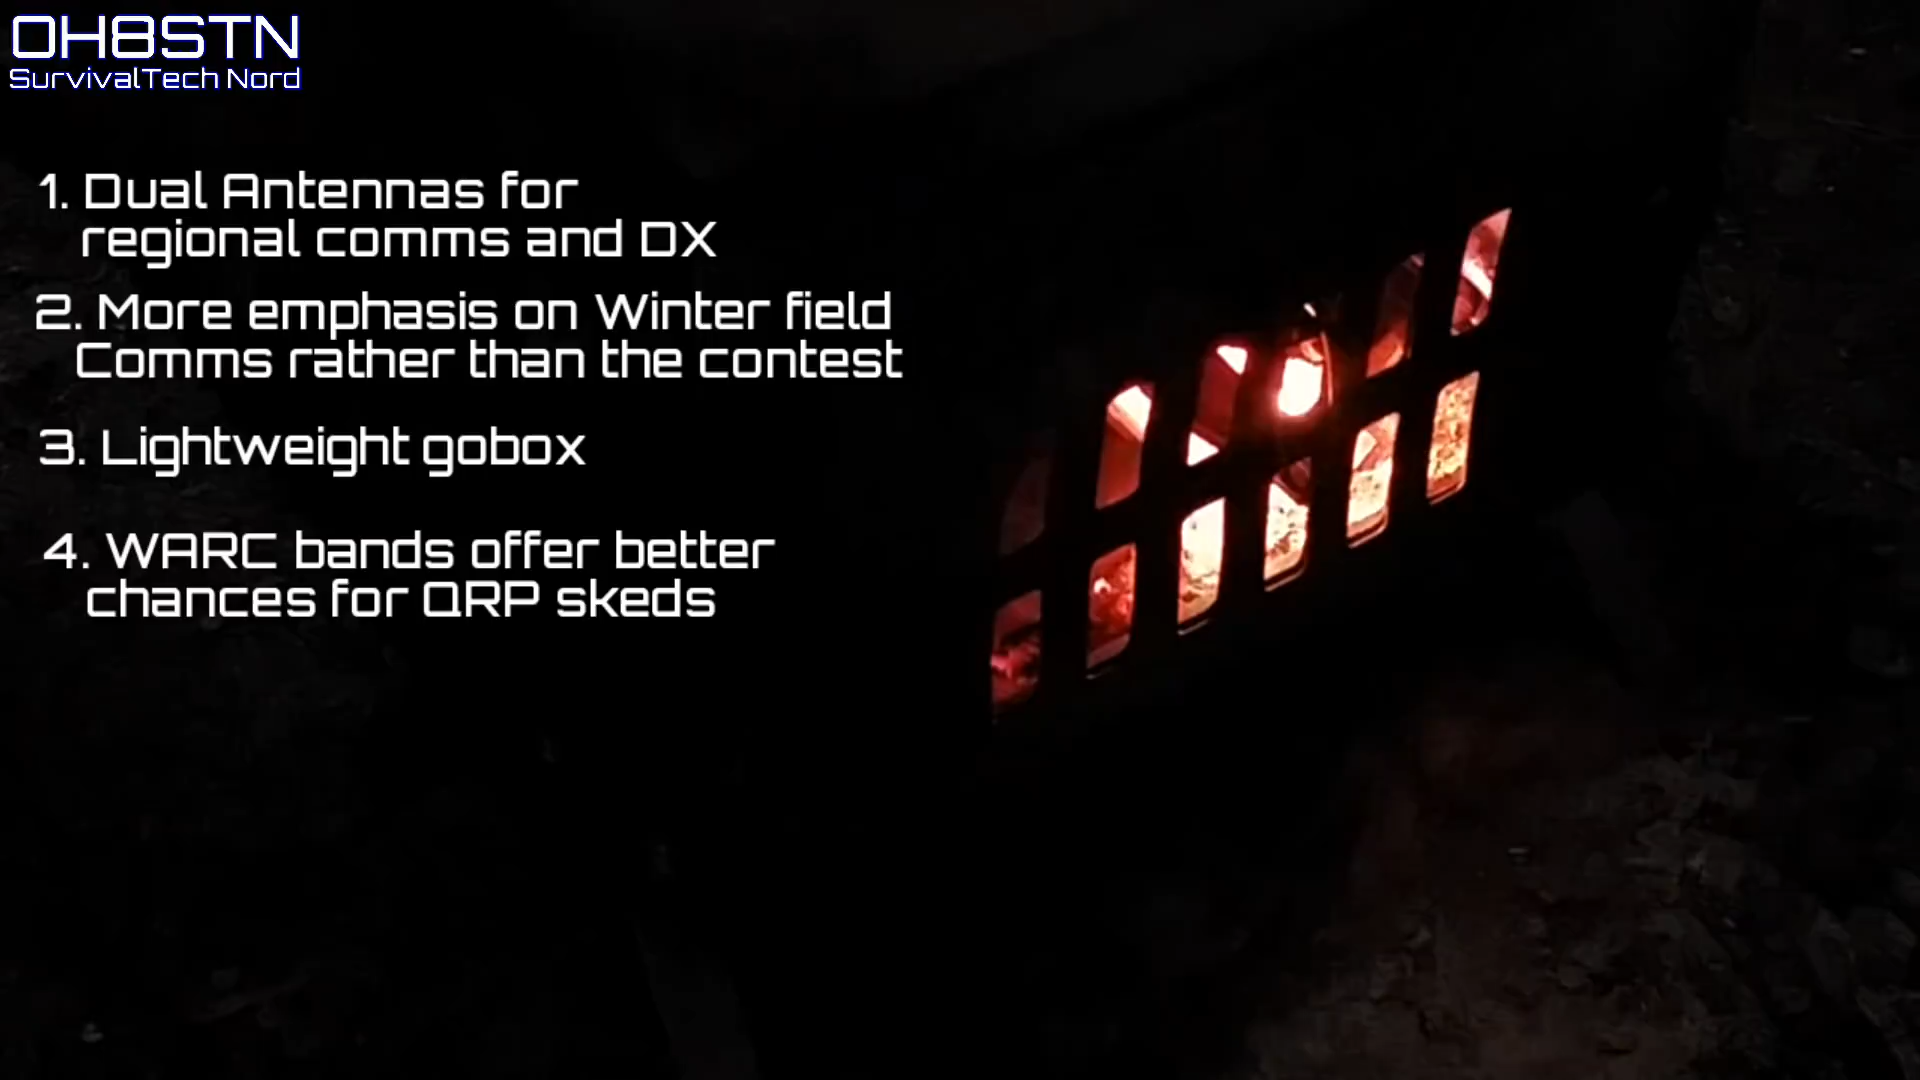 OH8STN
SurvivalTech Nord
1. Dual Antennas for
regional comms and DX
2. More emphasis on Winter field
Comms rather than the contest
3. Lightweight gobox
4. WARC bands offer better
chances for QRP skeds